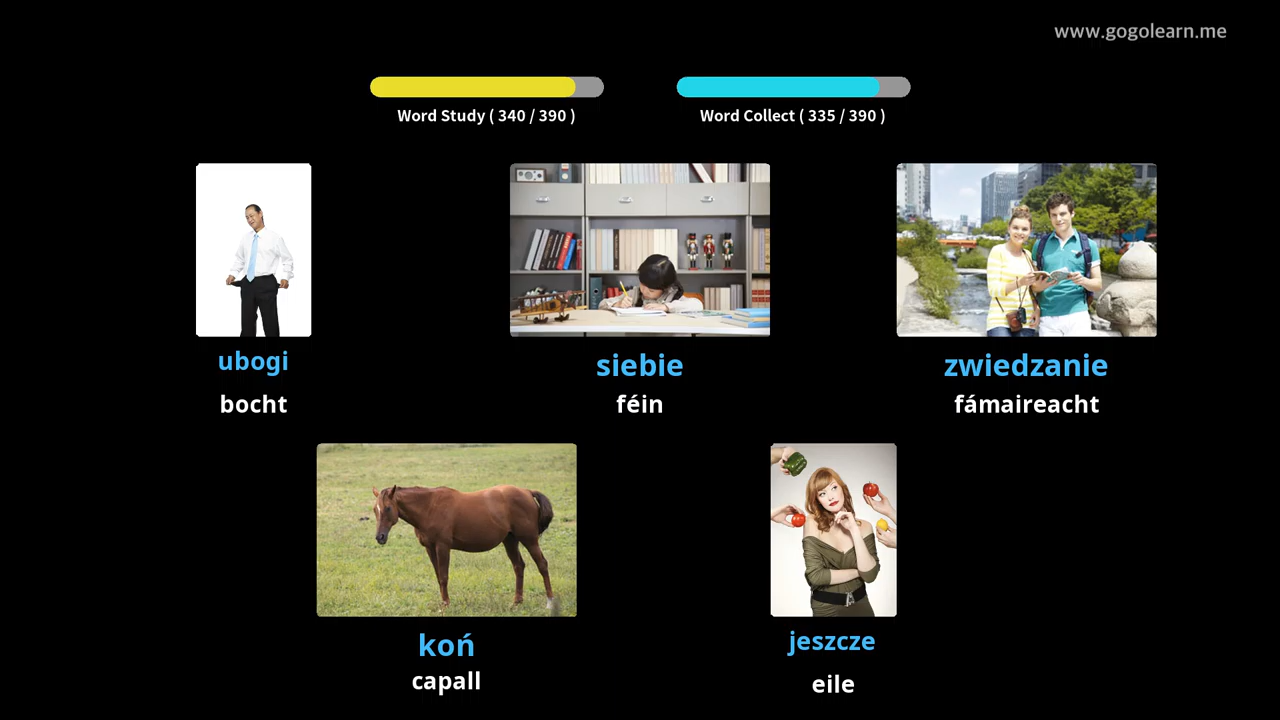 www.gogolearn.me
Word Study ( 340 / 390 )
Word Collect ( 335 / 390 )
ubogi
bocht
siebie
féin
zwiedzanie
fámaireacht
koń
capall
jeszcze
eile